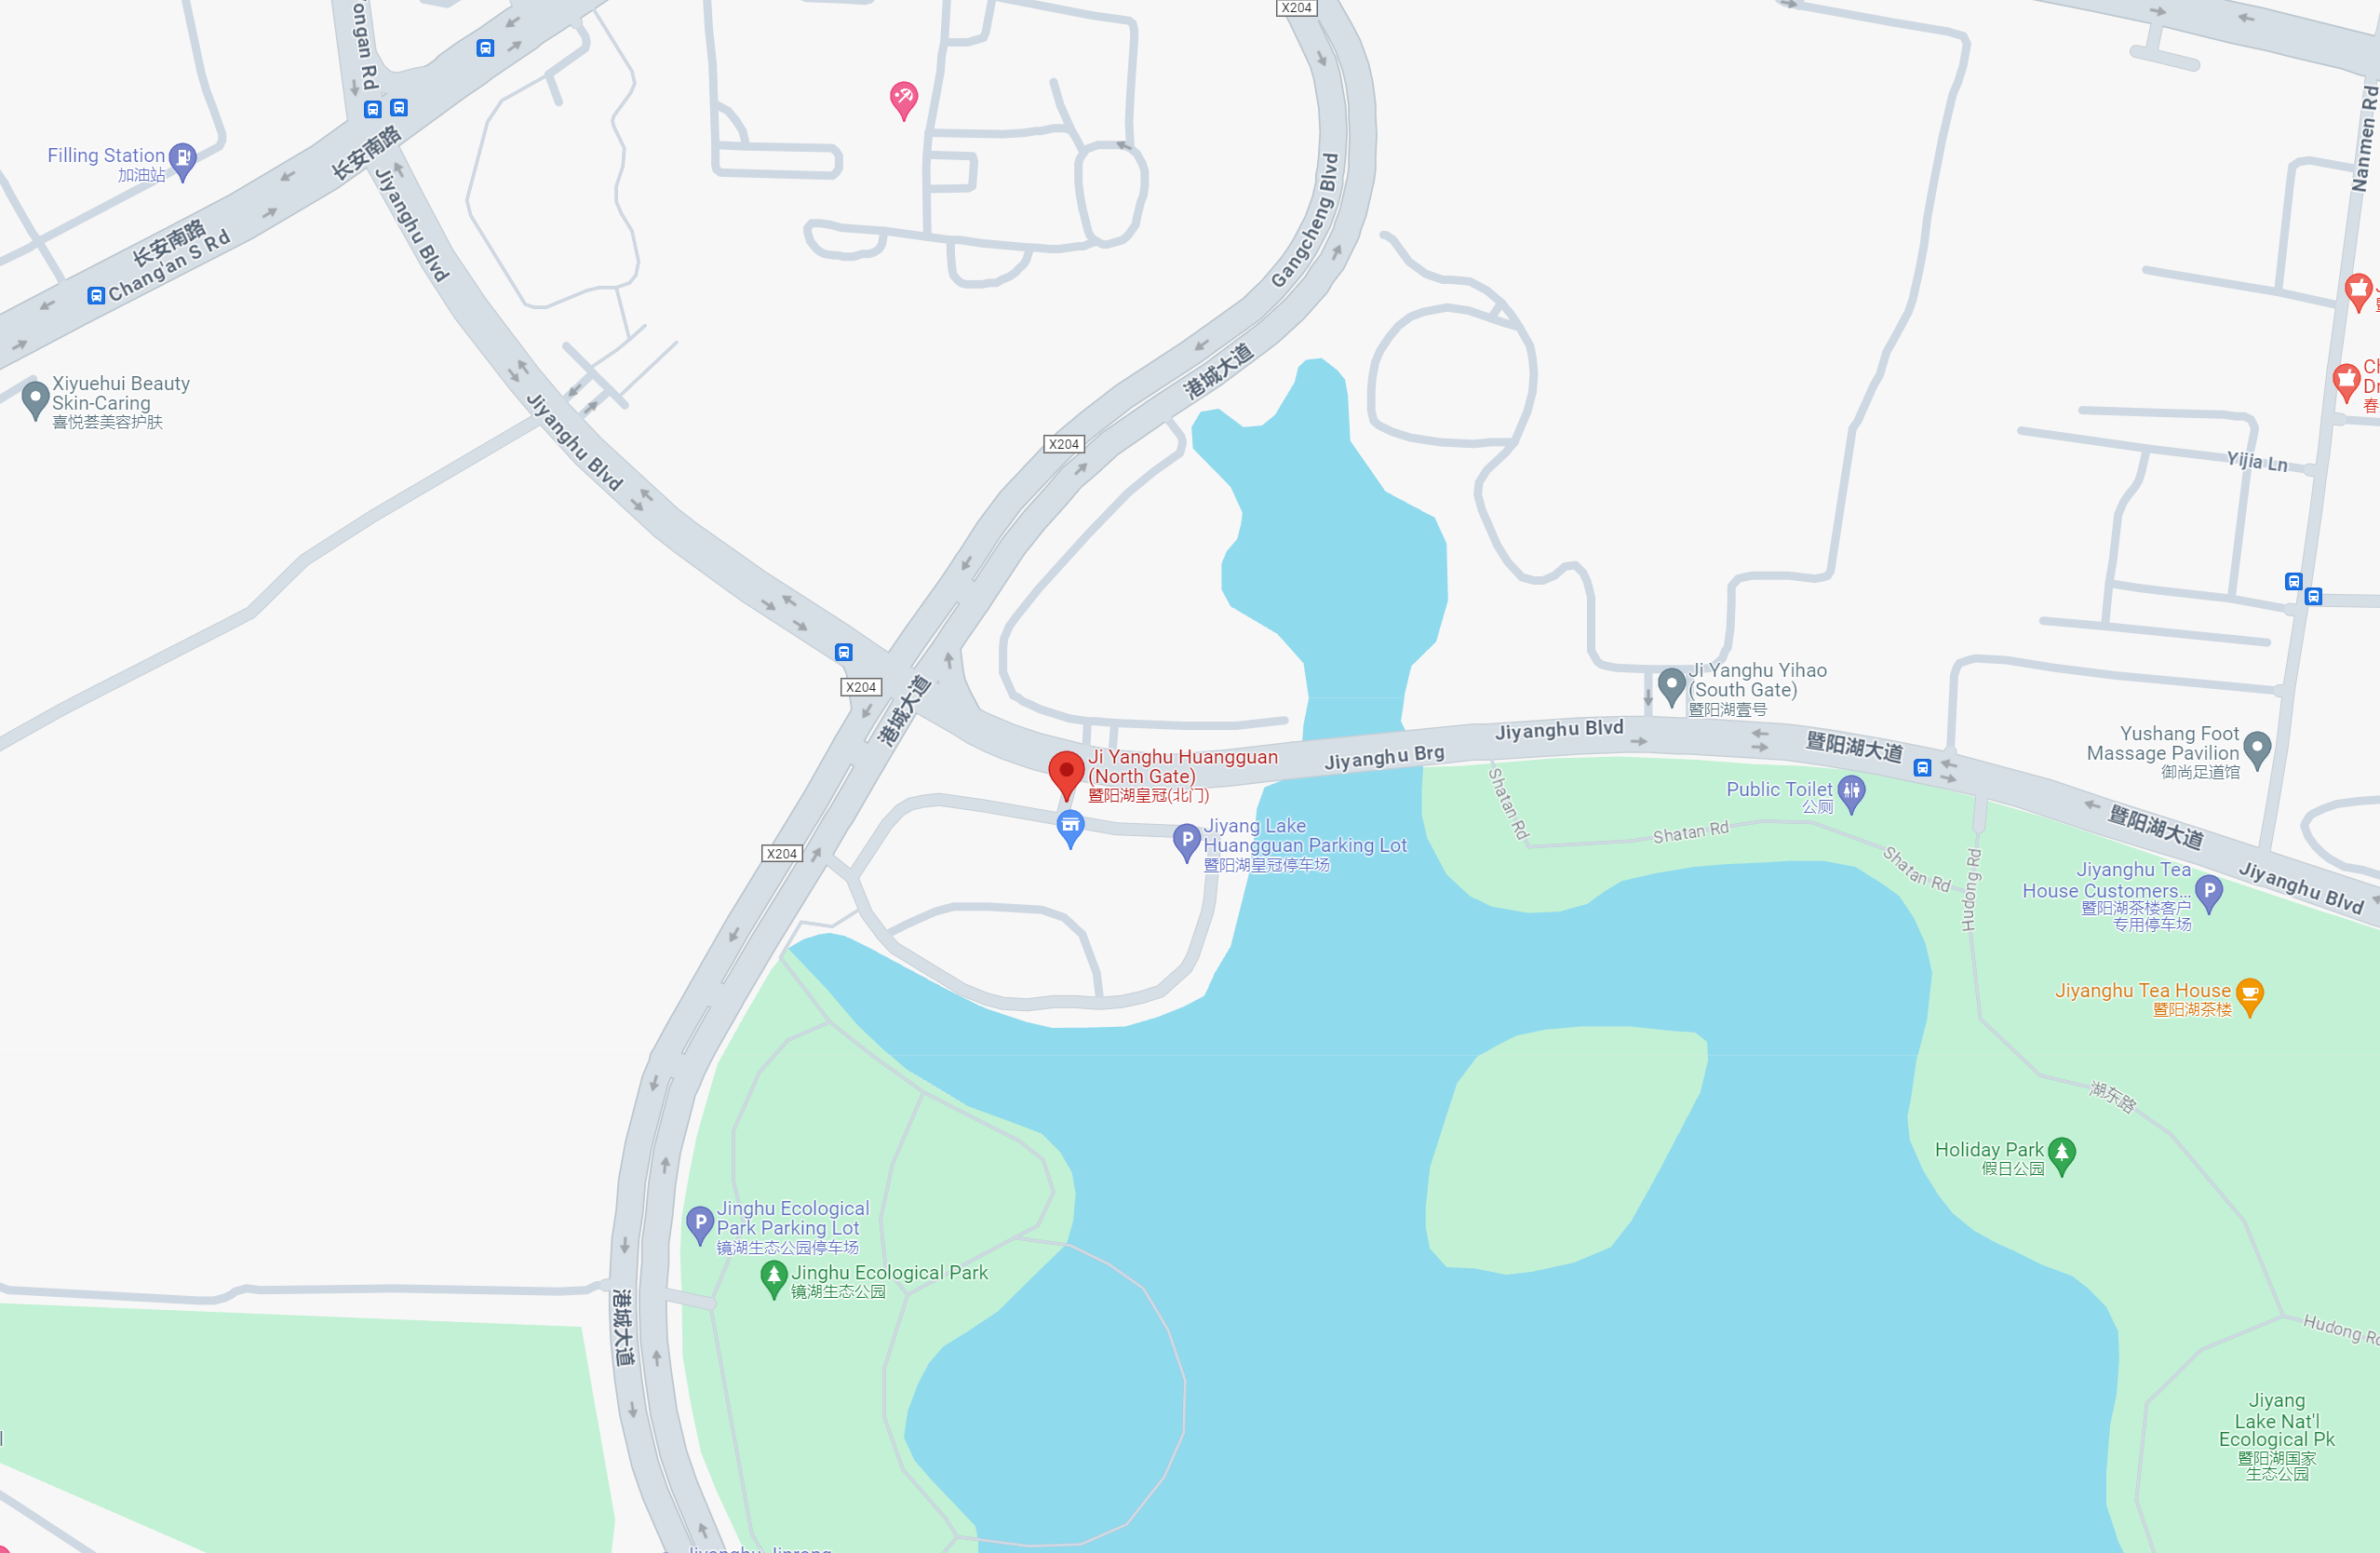 X204
Yongan Rd
长安南路
Filling Station
加油站
Jiyanghu Blvd
长安南路
Chang'an S Rd
Gangcheng Blvd
Nanmen Rd
Xiyuehui Beauty
Skin-Caring
喜悦荟美容护肤
港城大道
Jiyanghu Blvd
X204
Yijia Ln
X204
港城大道
Ji Yanghu Yihao
(South Gate)
暨阳湖壹号
Jiyanghu Blvd
Jiyanghu Brg
暨阳湖大道
Yushang Foot
Massage Pavilion
御尚足道馆
Ji Yanghu Huangguan
(North Gate)
暨阳湖皇冠(北门)
Shatan Rd
Public Toilet
公厕
暨阳湖大道
Jiyang Lake
Huangguan Parking Lot
暨阳湖皇冠停车场
Shatan Rd
Shatan Rd
Hudong Rd
X204
Jiyanghu Tea
House Customers...
暨阳湖茶楼客户
专用停车场
Jiyanghu Blvd
Jiyanghu Tea House
暨阳湖茶楼
湖东路
Holiday Park
假日公园
Jinghu Ecological
Park Parking Lot
镜湖生态公园停车场
Jinghu Ecological Park
镜湖生态公园
港城大道
Hudong Rd
Jiyang
Lake Nat'l
Ecological Pk
暨阳湖国家
生态公园